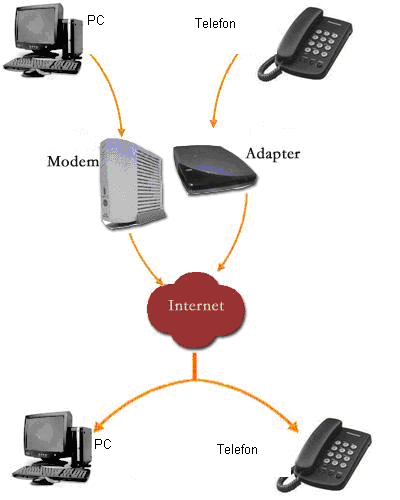 PC
Telefon
Modem
Adapter
Internet
PC
Telefon